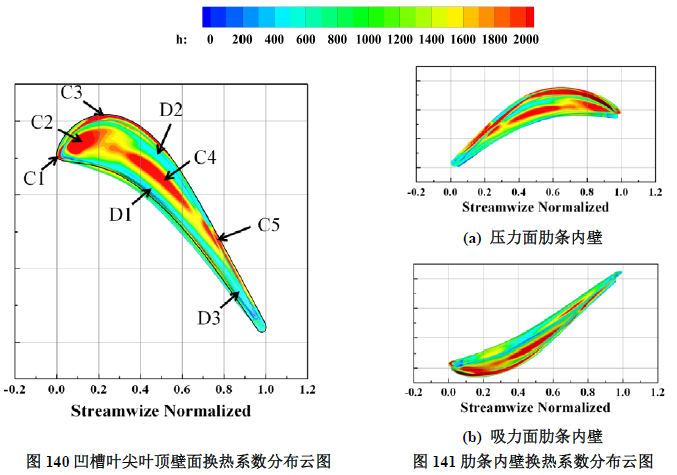 h: 0 200 400 600 800 1000 1200 1400 1600 1800 2000
C3
C2
D2
C4
C1
D1
C5
D3
-0.2 0.0 0.2 0.4 0.6 0.8 1.0 1.2
Streamwize Normalized
图 140 凹槽叶尖叶顶壁面换热系数分布云图
0.0 0.2 0.4 0.6 0.8 1.0 1.2
Streamwize Normalized
(a) 压力面肋条内壁
-0.2 0.0 0.2 0.4 0.6 0.8 1.0 1.2
Streamwize Normalized
(b) 吸力面肋条内壁
图 141 肋条内壁换热系数分布云图